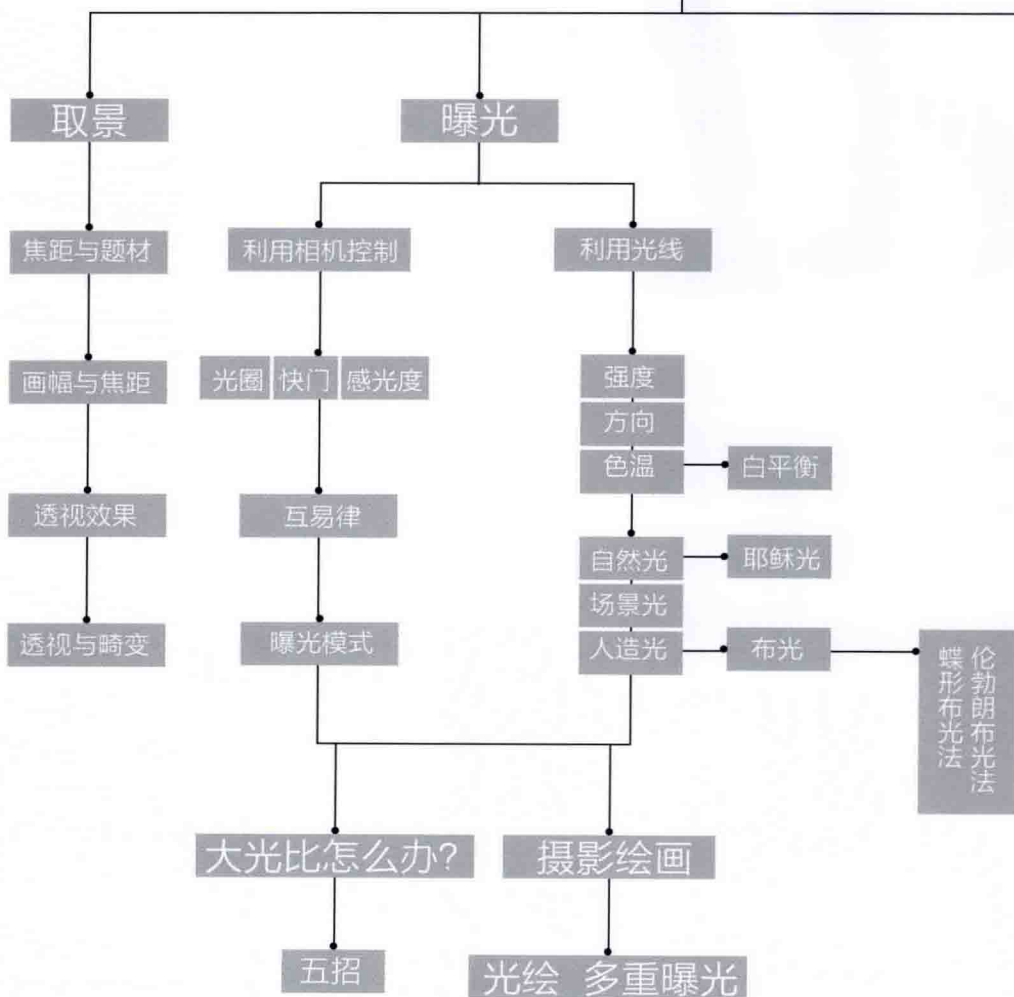 取景
曝光
焦距与题材
利用相机控制
利用光线
画幅与焦距
光圈 快门 感光度
强度
方向
色温
白平衡
透视效果
互易律
自然光
耶稣光
场景光
透视与畸变
曝光模式
人造光
布光
伦勃朗布光法
蝶形布光法
大光比怎么办?
摄影绘画
五招
光绘 多重曝光